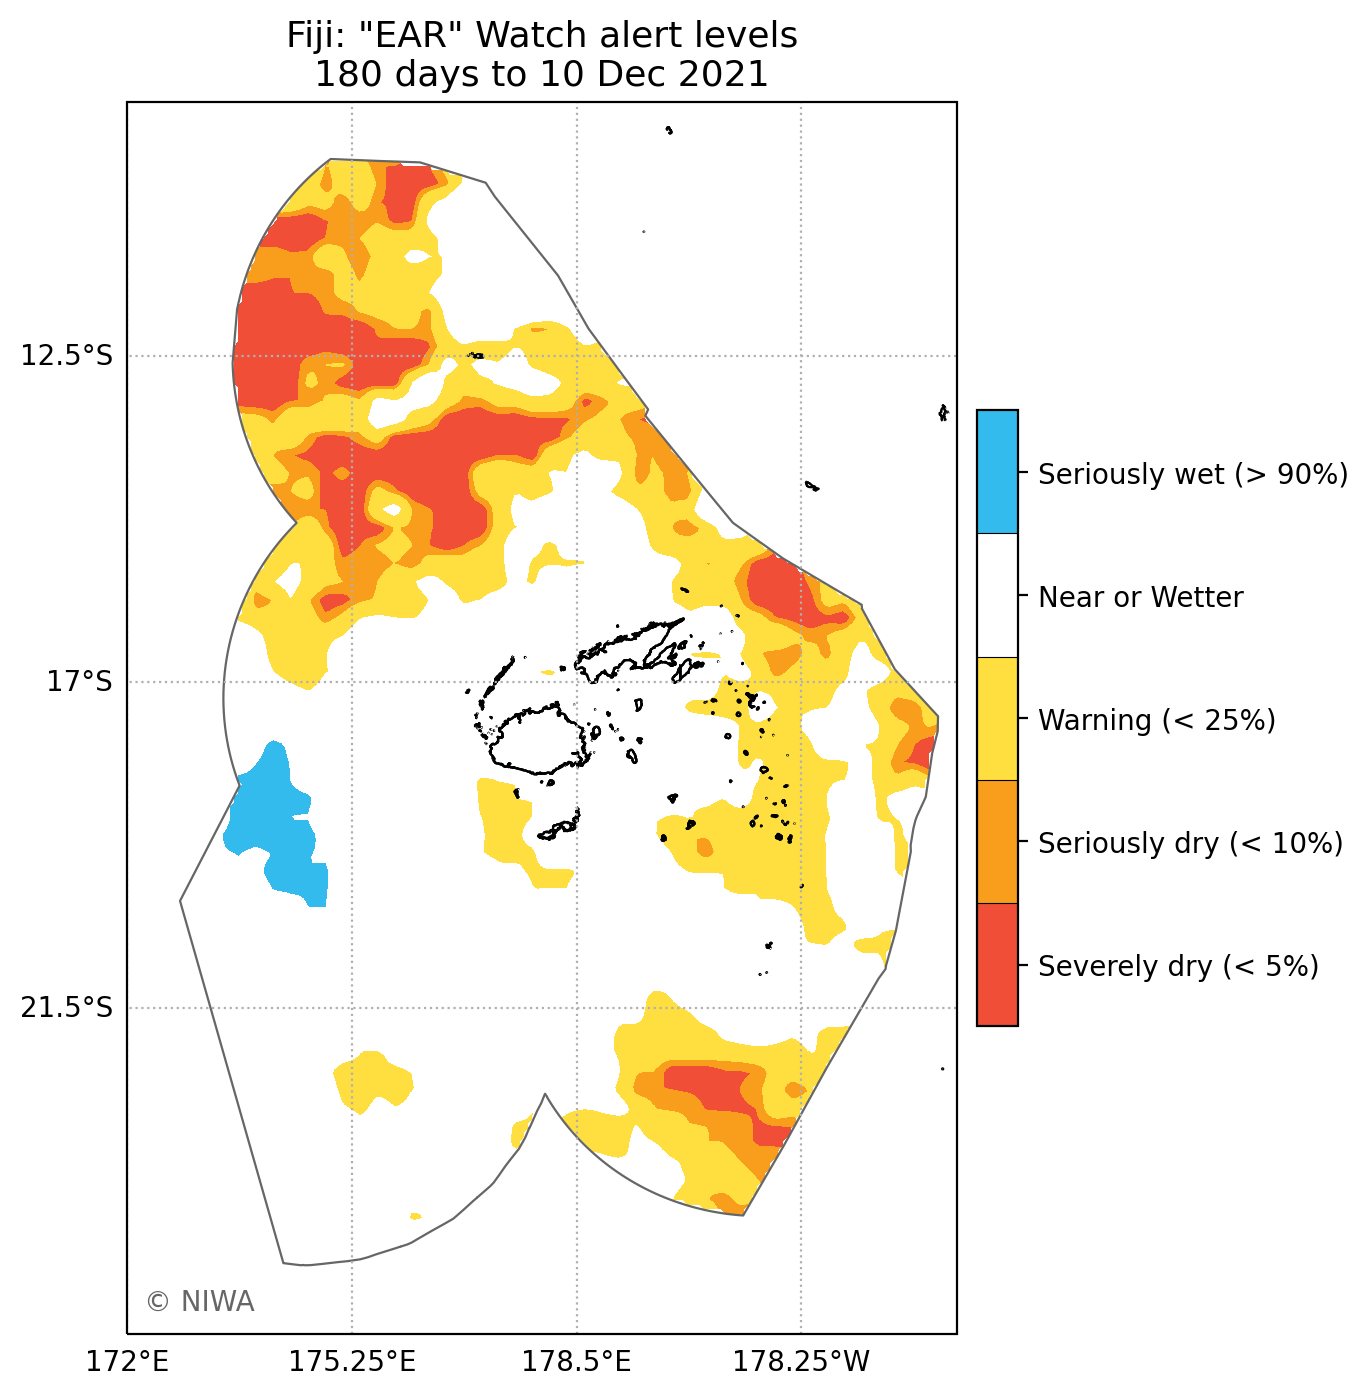 Fiji: "EAR" Watch alert levels
180 days to 10 Dec 2021
12.5°S
17°S
21.5°S
172°E
175.25°E
178.5°E
178.25°W
© NIWA
Seriously wet (> 90%)
Near or Wetter
Warning (< 25%)
Seriously dry (< 10%)
Severely dry (< 5%)